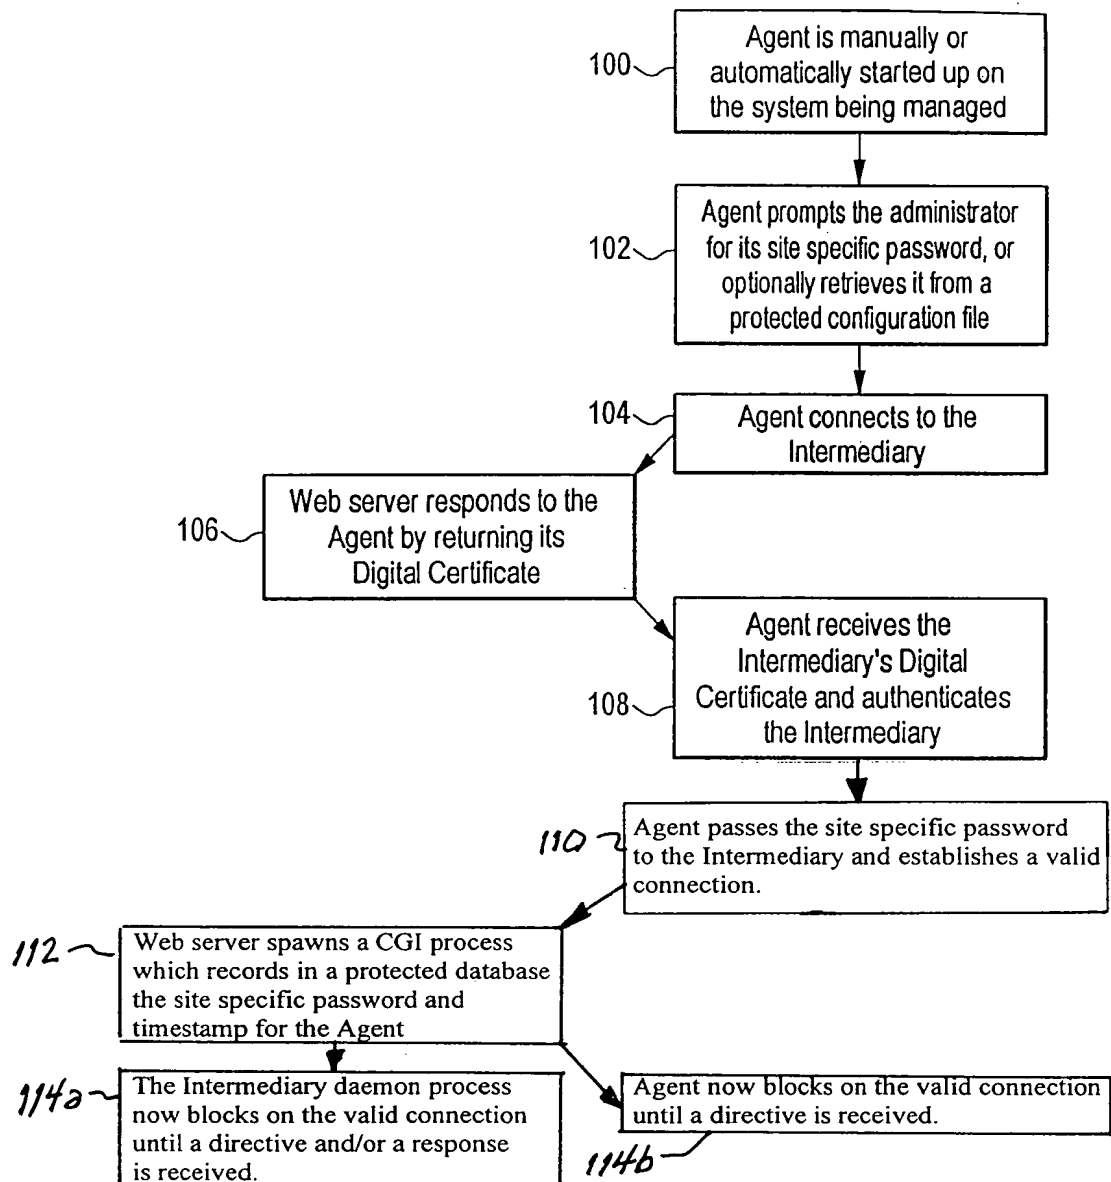 100
Agent is manually or
automatically started up on
the system being managed
102
Agent prompts the administrator
for its site specific password, or
optionally retrieves it from a
protected configuration file
104
Agent connects to the
Intermediary
106
Web server responds to the
Agent by returning its
Digital Certificate
108
Agent receives the
Intermediary's Digital
Certificate and authenticates
the Intermediary
110
Agent passes the site specific password
to the Intermediary and establishes a valid
connection.
112
Web server spawns a CGI process
which records in a protected database
the site specific password and
timestamp for the Agent
114a
The Intermediary daemon process
now blocks on the valid connection
until a directive and/or a response
is received.
Agent now blocks on the valid connection
until a directive is received.
114b